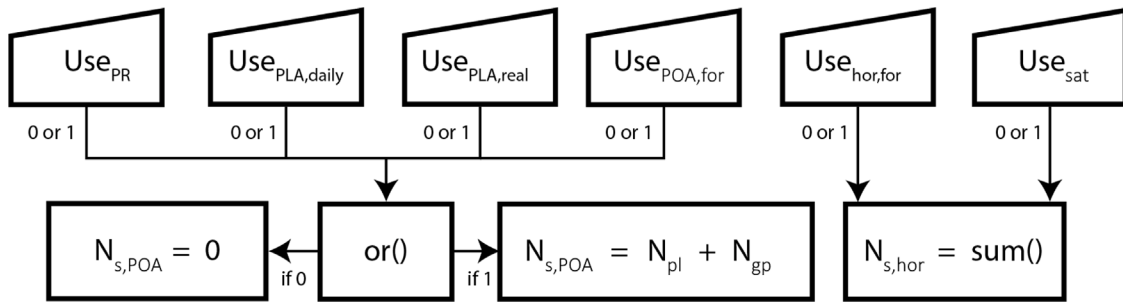 Use_PR Use_PLA,daily Use_PLA,real Use_POA,for Use_hor,for Use_sat
0 or 1 0 or 1 0 or 1 0 or 1 0 or 1 0 or 1
N_s,POA = 0 or() N_s,POA = N_pl + N_gp N_s,hor = sum()
if 0 if 1